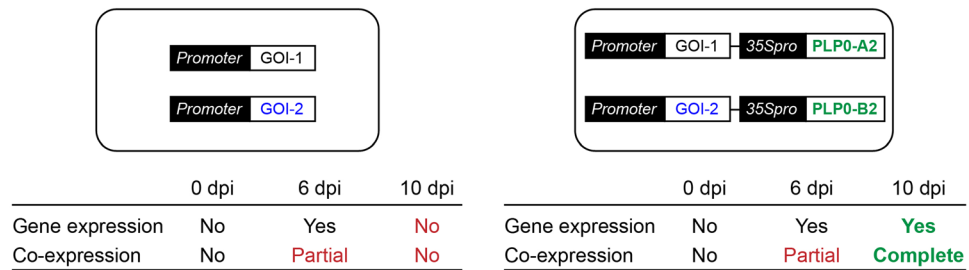 Promoter GOI-1
Promoter GOI-2
0 dpi 6 dpi 10 dpi
Gene expression No Yes No
Co-expression No Partial No
Promoter GOI-1 35Spro PLP0-A2
Promoter GOI-2 35Spro PLP0-B2
0 dpi 6 dpi 10 dpi
Gene expression No Yes Yes
Co-expression No Partial Complete